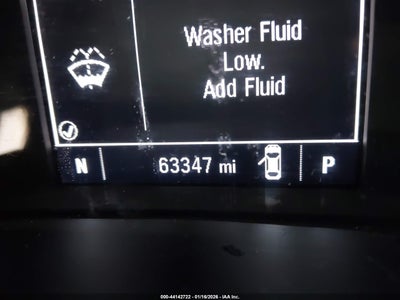 Washer Fluid
Low.
Add Fluid
N 63347 mi P
000-44142722 - 01/16/2026 - IAA Inc.